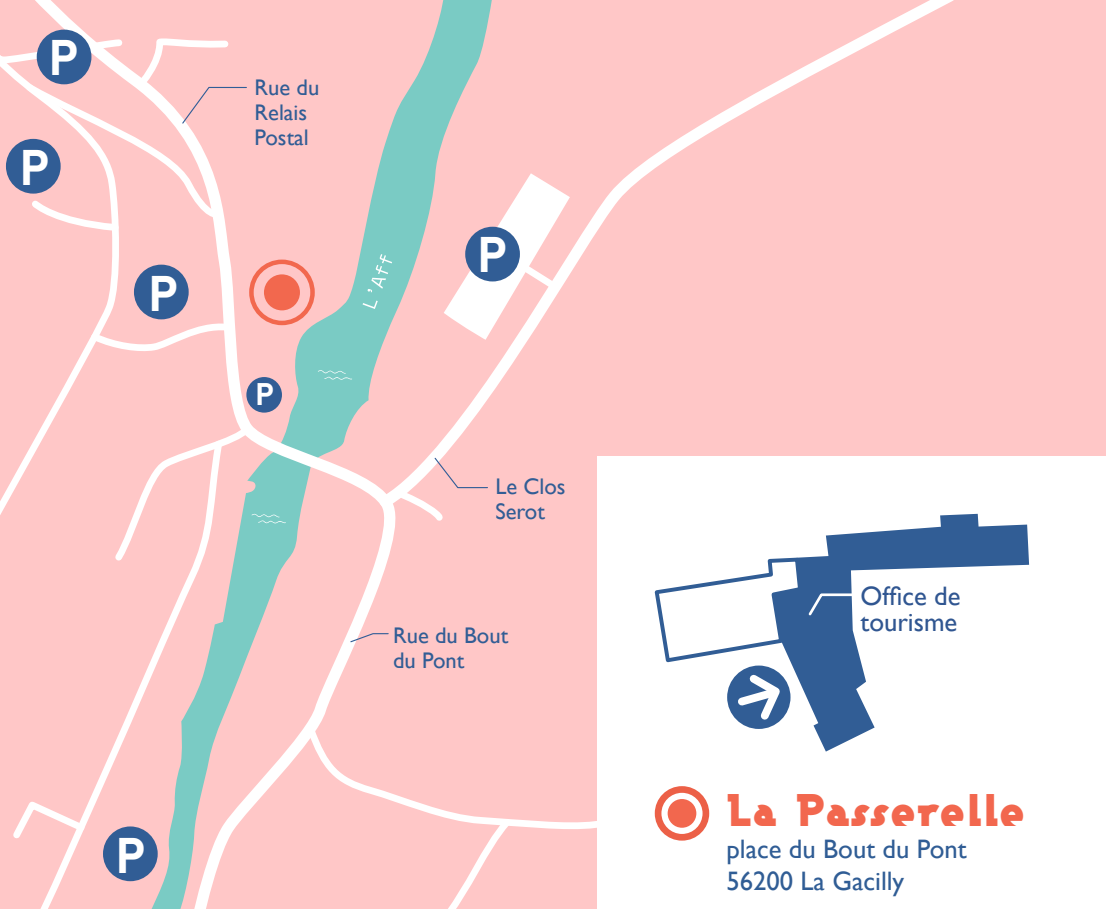 P
Rue du
Relais
Postal
P
P
L'Aff
P
P
Le Clos
Serot
Rue du Bout
du Pont
P
Office de
tourisme
La Passerelle
place du Bout du Pont
56200 La Gacilly